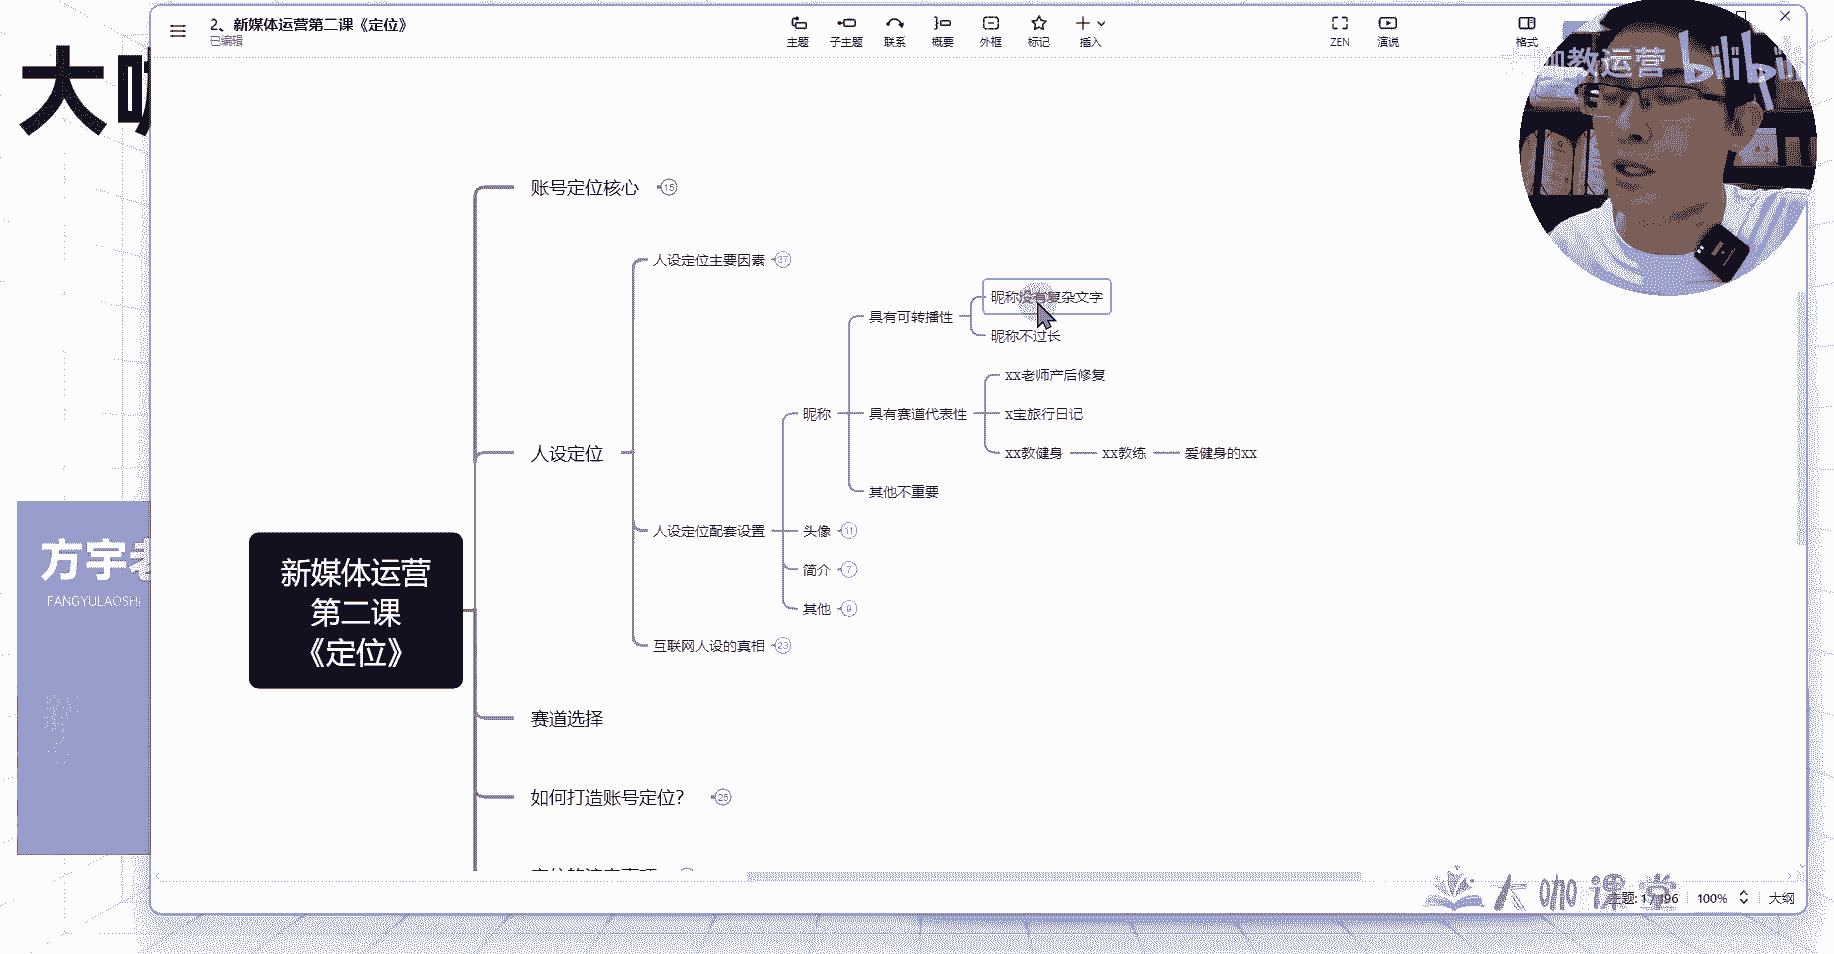 2、新媒体运营第二课《定位》
已编辑
主题
子主题
联系
概要
外框
标记
插入
ZEN
演说
格式
教运营
bilibili
大咖
方宇老
FANGYULAOSHI
新媒体运营
第二课
《定位》
账号定位核心
15
人设定位
人设定位主要因素
37
人设定位配套设置
昵称
具有可转播性
昵称没有复杂文字
昵称不过长
具有赛道代表性
xx老师产后修复
x宝旅行日记
xx教健身
xx教练
爱健身的xx
其他不重要
头像
11
简介
7
其他
9
互联网人设的真相
23
赛道选择
如何打造账号定位？
25
大咖课堂
100%
大纲